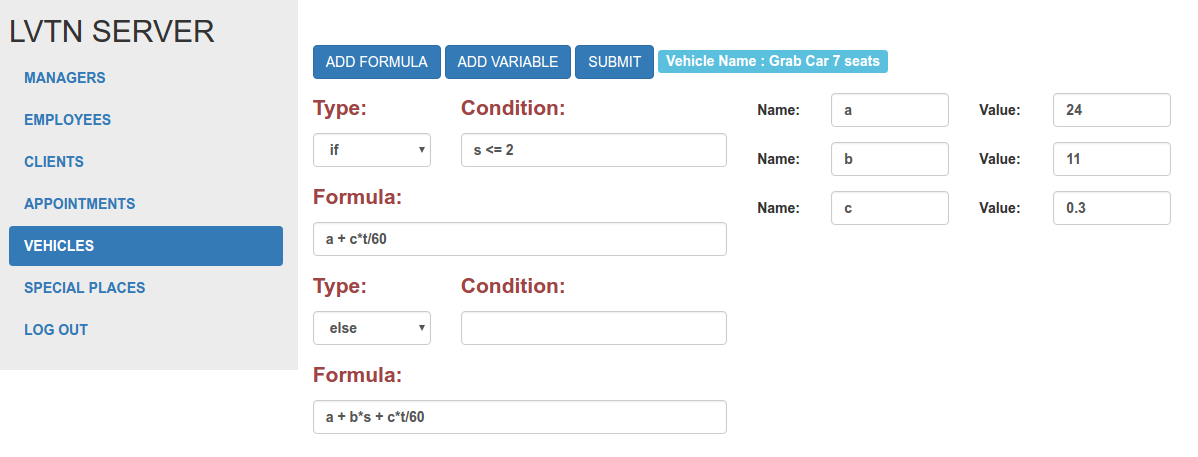 LVTN SERVER
MANAGERS
EMPLOYEES
CLIENTS
APPOINTMENTS
VEHICLES
SPECIAL PLACES
LOG OUT
ADD FORMULA ADD VARIABLE SUBMIT Vehicle Name : Grab Car 7 seats
Type: Condition:
if s <= 2
Formula:
a + c*t/60
Type: Condition:
else
Formula:
a + b*s + c*t/60
Name: a Value: 24
Name: b Value: 11
Name: c Value: 0.3